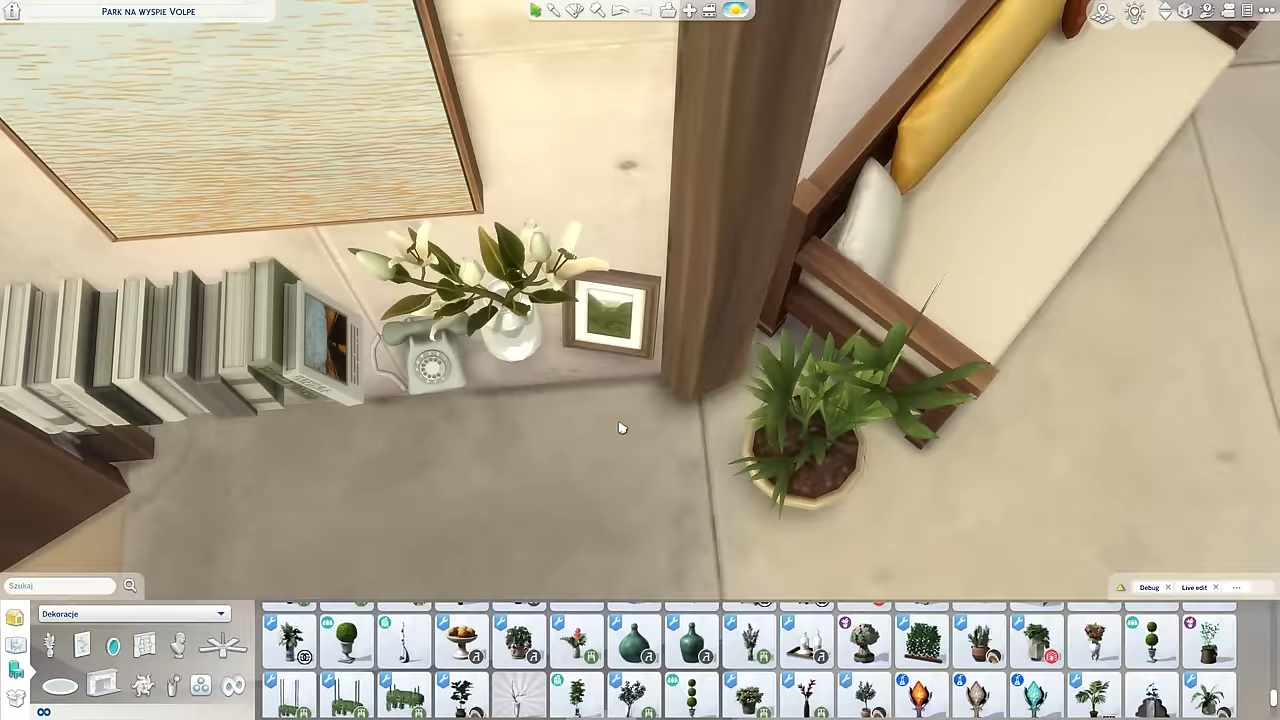 Park na wyspie Volpe
Szukaj
Debug
Live edit
Dekoracje